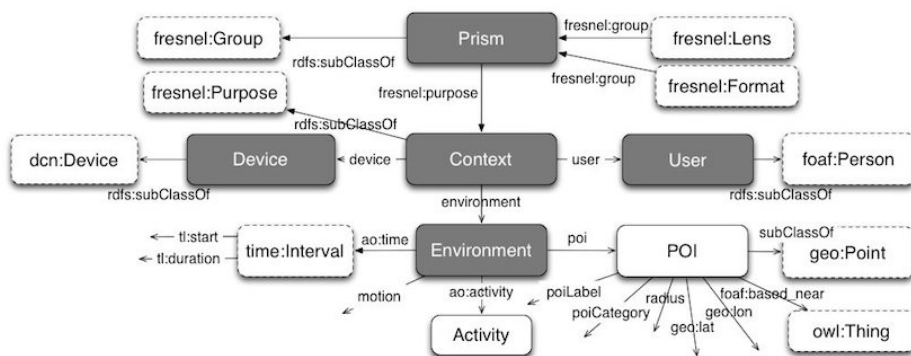 fresnel:Group
Prism
fresnel:group
fresnel:Lens
rdfs:subClassOf
fresnel:group
fresnel:purpose
fresnel:Format
fresnel:Purpose
rdfs:subClassOf
dcn:Device
Device
device
Context
user
User
foaf:Person
rdfs:subClassOf
rdfs:subClassOf
environment
tl:start
tl:duration
time:Interval
ao:time
Environment
poi
POI
subClassOf
geo:Point
motion
ao:activity
poiLabel
poiCategory
radius
geo:lat
geo:lon
foaf:based_near
Activity
owl:Thing